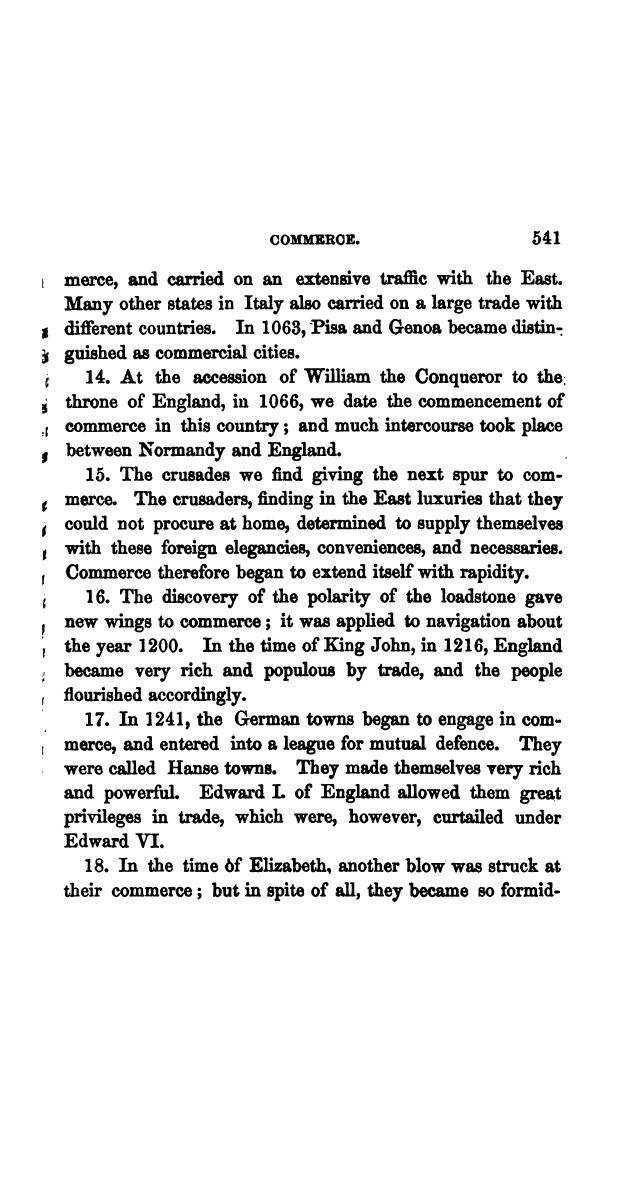 COMMERCE. 541
merce, and carried on an extensive traffic with the East.
Many other states in Italy also carried on a large trade with
different countries. In 1063, Pisa and Genoa became distin-
guished as commercial cities.
14. At the accession of William the Conqueror to the
throne of England, in 1066, we date the commencement of
commerce in this country; and much intercourse took place
between Normandy and England.
15. The crusades we find giving the next spur to com-
merce. The crusaders, finding in the East luxuries that they
could not procure at home, determined to supply themselves
with these foreign elegancies, conveniences, and necessaries.
Commerce therefore began to extend itself with rapidity.
16. The discovery of the polarity of the loadstone gave
new wings to commerce; it was applied to navigation about
the year 1200. In the time of King John, in 1216, England
became very rich and populous by trade, and the people
flourished accordingly.
17. In 1241, the German towns began to engage in com-
merce, and entered into a league for mutual defence. They
were called Hanse towns. They made themselves very rich
and powerful. Edward I. of England allowed them great
privileges in trade, which were, however, curtailed under
Edward VI.
18. In the time of Elizabeth, another blow was struck at
their commerce; but in spite of all, they became so formid-